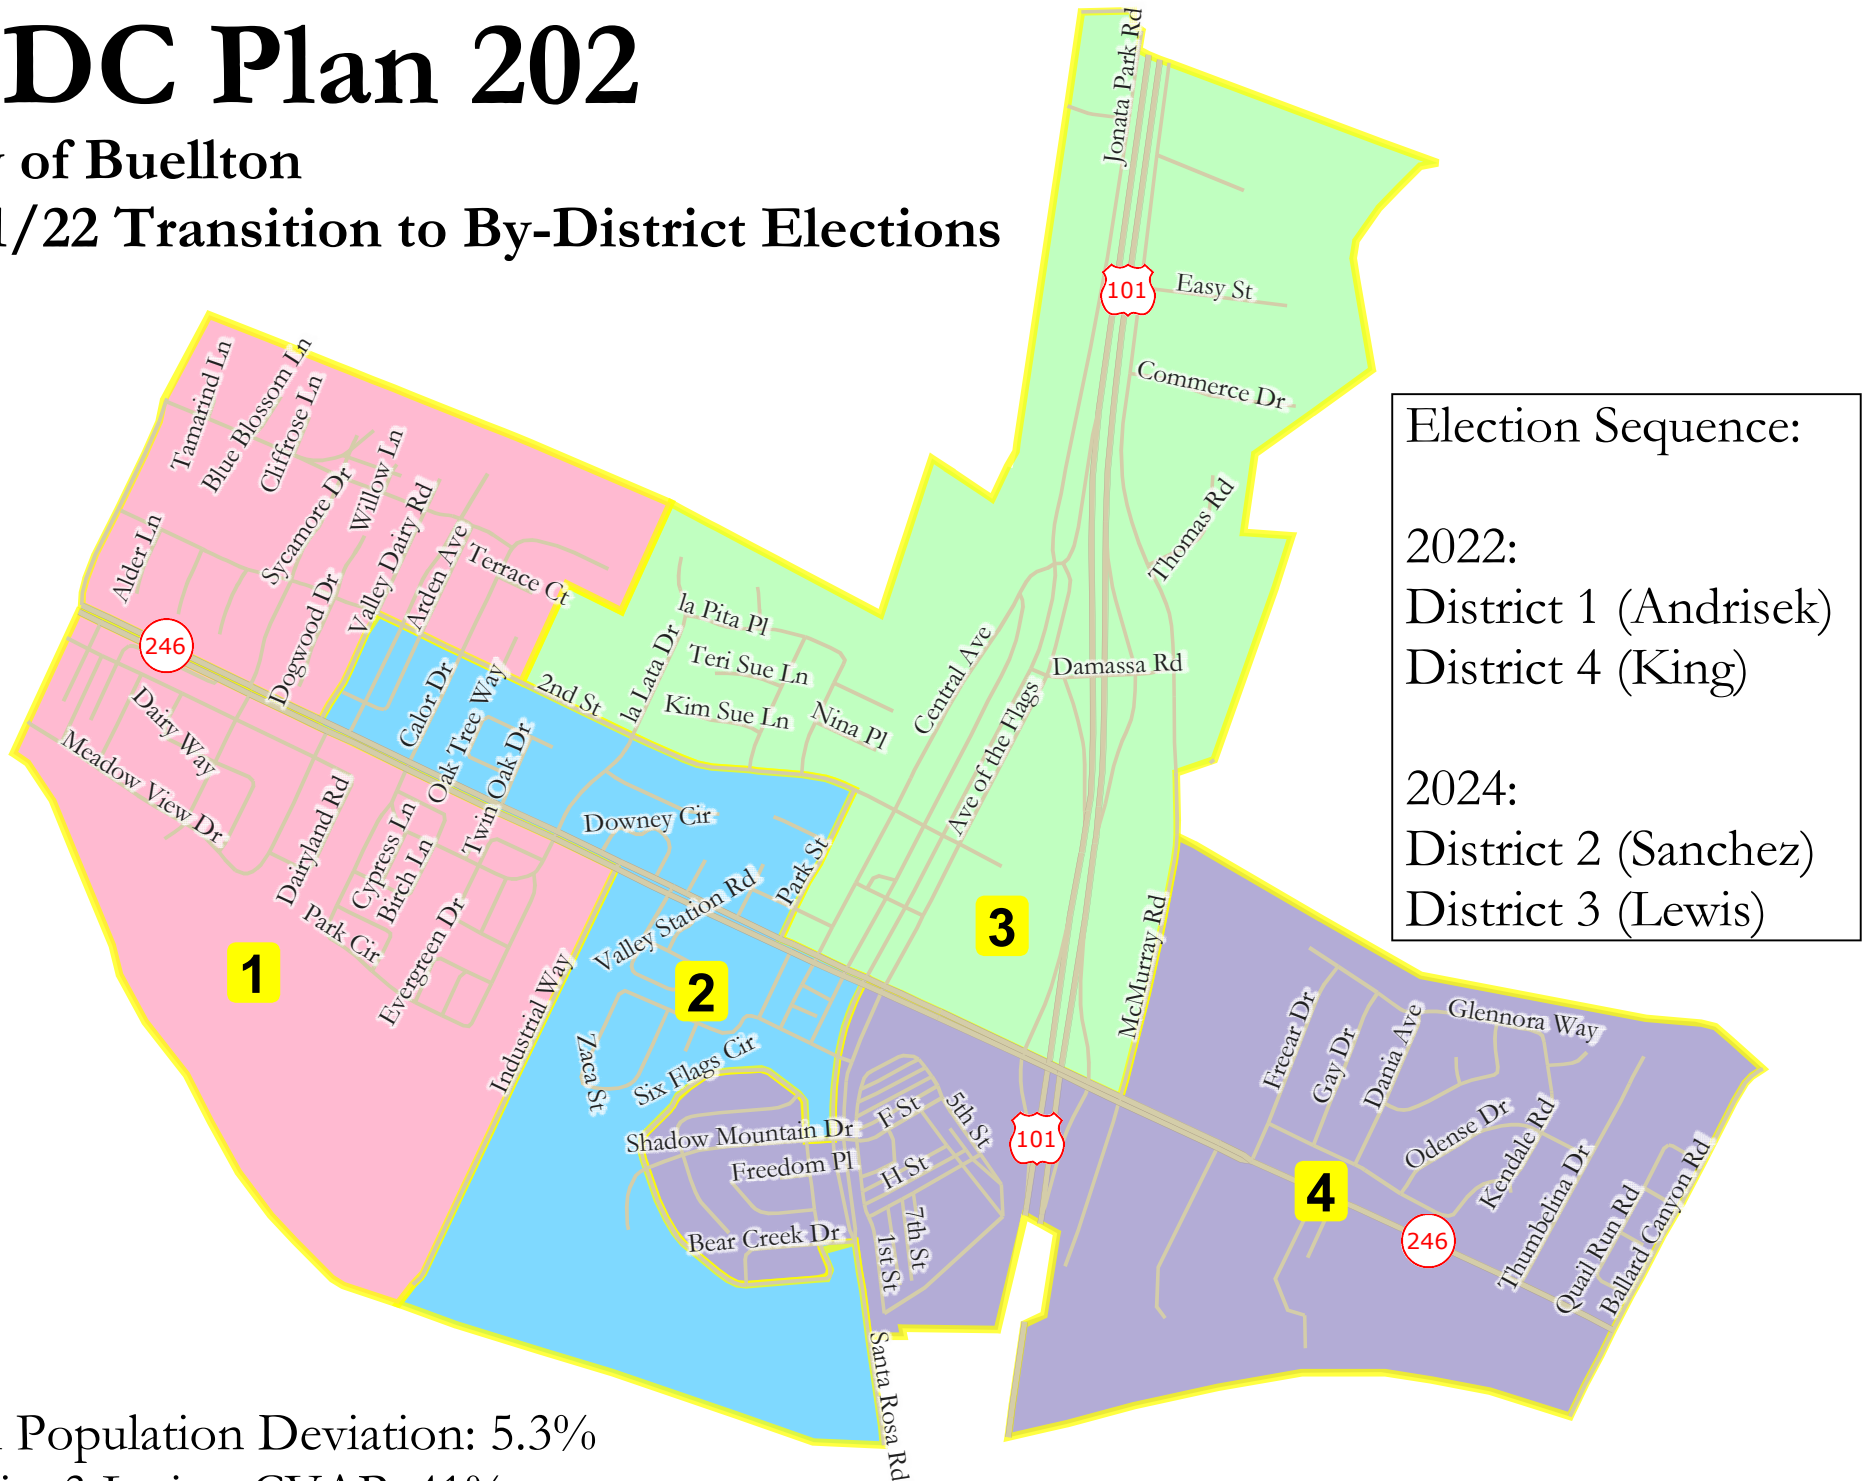 DC Plan 202
of Buellton
1/22 Transition to By-District Elections
Election Sequence:
2022:
District 1 (Andrisek)
District 4 (King)
2024:
District 2 (Sanchez)
District 3 (Lewis)
Jonata Park Rd
101
Easy St
Commerce Dr
Thomas Rd
Tamarind Ln
Blue Blossom Ln
Cliffrose Ln
Sycamore Dr
Willow Ln
Valley Dairy Rd
Arden Ave
Terrace Ct
Alder Ln
Dogwood Dr
246
la Pita Pl
Teri Sue Ln
Kim Sue Ln
Nina Pl
la Lata Dr
2nd St
Central Ave
Ave of the Flags
Damassa Rd
Calor Dr
Oak Tree Way
Twin Oak Dr
Dairy Way
Meadow View Dr
Dairyland Rd
Cypress Ln
Birch Ln
Park Cir
Evergreen Dr
Industrial Way
Downey Cir
Park St
Valley Station Rd
McMurray Rd
1
2
3
4
Zaca St
Six Flags Cir
Shadow Mountain Dr
Freedom Pl
Bear Creek Dr
F St
5th St
H St
7th St
1st St
101
Freear Dr
Gay Dr
Dania Ave
Glennora Way
Odense Dr
Kendale Rd
Thumbelina Dr
Quail Run Rd
Ballard Canyon Rd
246
Santa Rosa Rd
Population Deviation: 5.3%